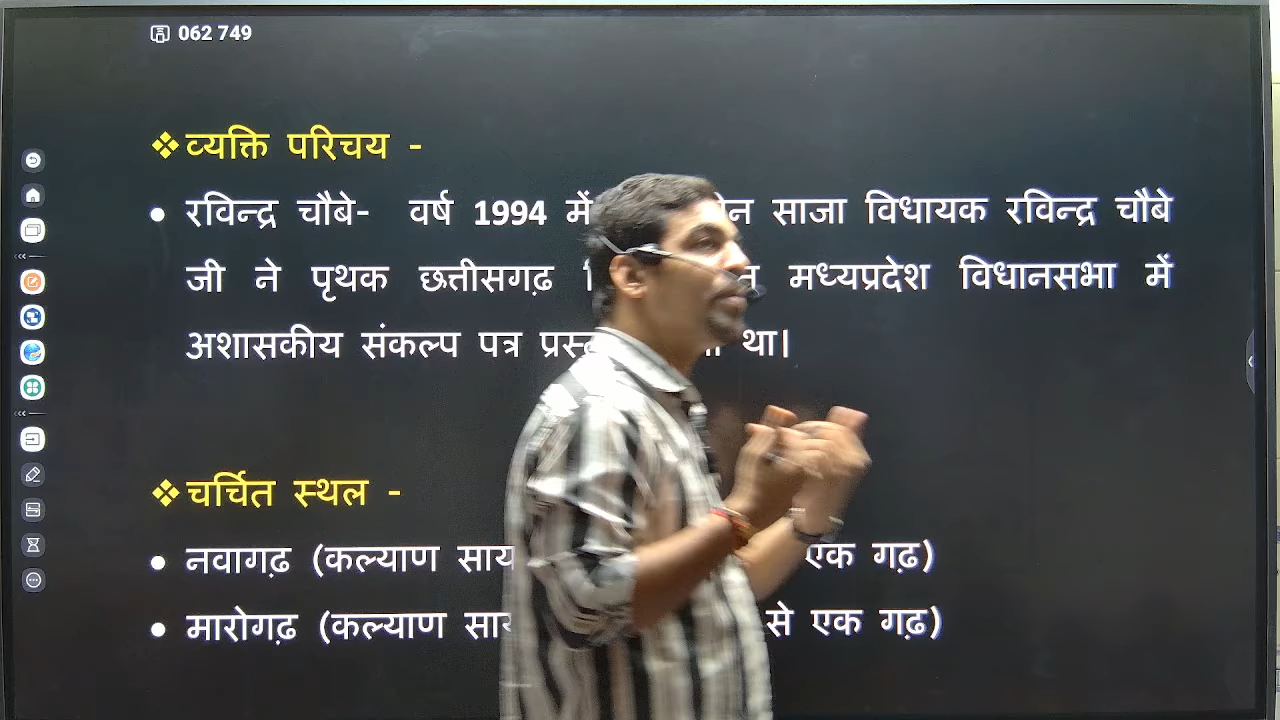 062 749
❖ व्यक्ति परिचय -
• रविन्द्र चौबे- वर्ष 1994 में साजा विधायक रविन्द्र चौबे
जी ने पृथक छत्तीसगढ़ मध्यप्रदेश विधानसभा में
अशासकीय संकल्प पत्र था।
❖ चर्चित स्थल -
• नवागढ़ (कल्याण साय एक गढ़)
• मारोगढ़ (कल्याण से एक गढ़)